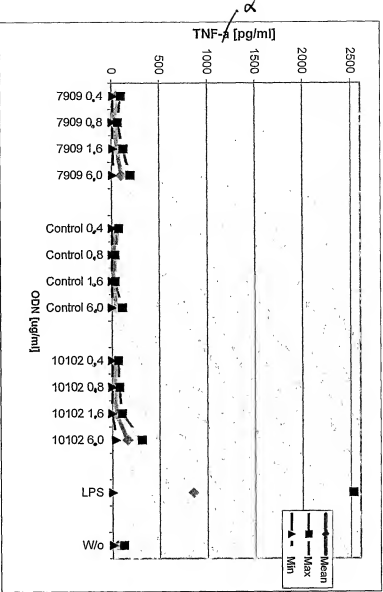 α
TNF-a [pg/ml]
0
500
1000
1500
2000
2500
7909 0,4
7909 0,8
7909 1,6
7909 6,0
Control 0,4
Control 0,8
Control 1,6
Control 6,0
10102 0,4
10102 0,8
10102 1,6
10102 6,0
LPS
W/o
ODN [ug/ml]
Mean
Max
Min